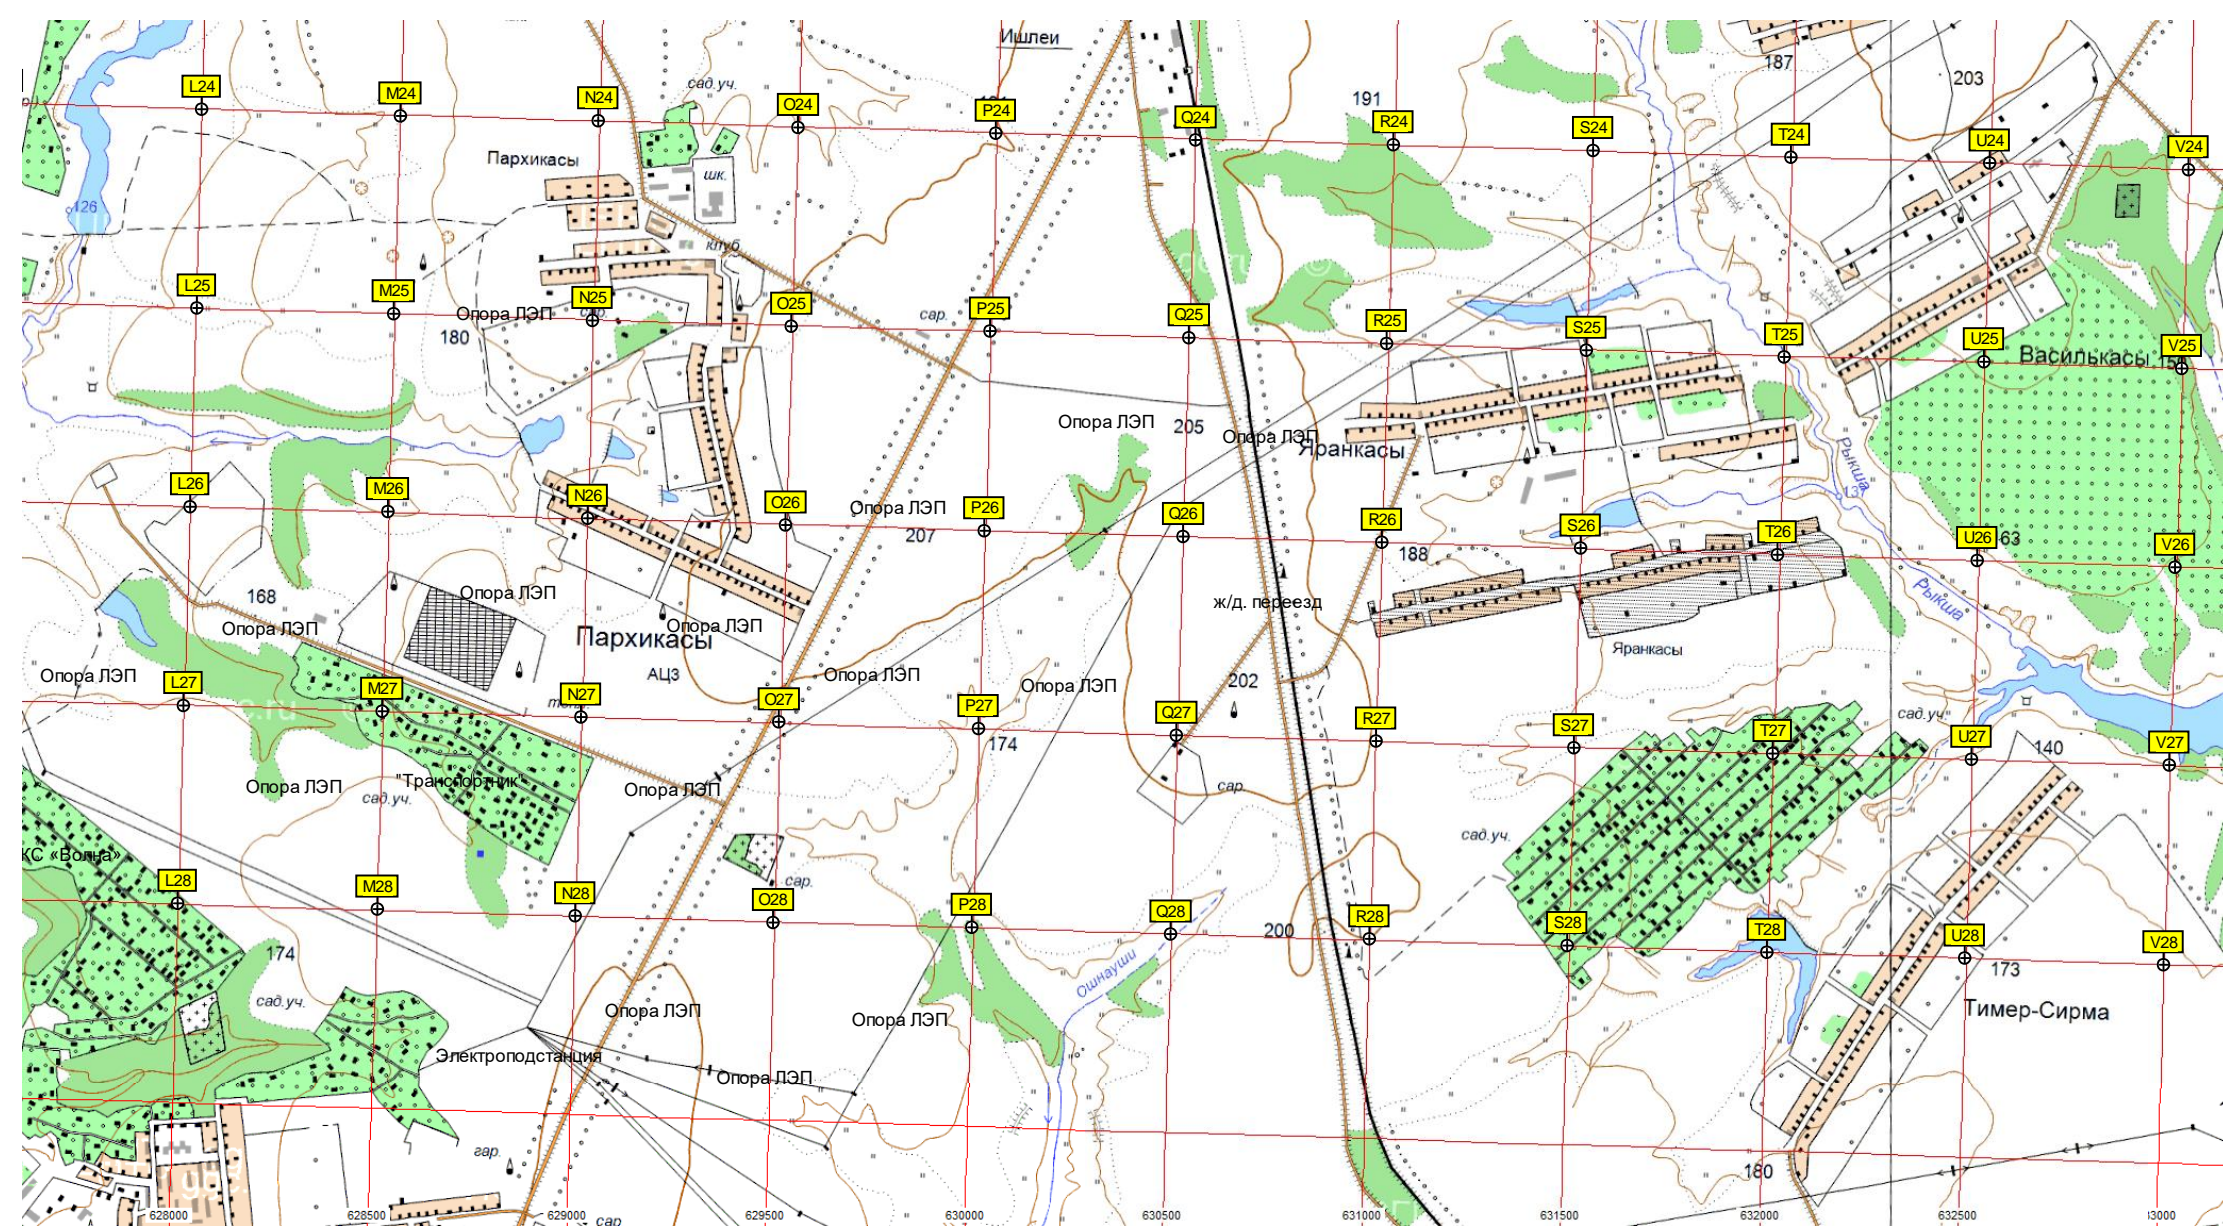 Ишлеи
187
203
сад.уч.
L24
M24
N24
O24
P24
191
Q24
R24
S24
T24
U24
V24
Пархикасы
шк.
126
клуб
L25
M25
N25
O25
P25
Q25
R25
S25
T25
U25
V25
Опора ЛЭП
сар.
180
Василькасы
Опора ЛЭП
205
Опора ЛЭП
Яранкасы
Рыкша
L26
M26
N26
O26
P26
Q26
R26
S26
T26
U26
V26
Опора ЛЭП
207
188
63
168
Опора ЛЭП
Опора ЛЭП
Опора ЛЭП
ж/д. переезд
Рыкша
Пархикасы
АЦЗ
Яранкасы
Опора ЛЭП
Опора ЛЭП
Опора ЛЭП
202
L27
M27
N27
O27
P27
Q27
R27
S27
T27
U27
V27
174
сад.уч.
140
Опора ЛЭП
"Транспортник"
сад.уч.
Опора ЛЭП
сар.
сад.уч.
КС «Волна»
сар.
L28
M28
N28
O28
P28
Q28
R28
S28
T28
U28
V28
174
200
173
Ошнауши
сад.уч.
Опора ЛЭП
Опора ЛЭП
Тимер-Сирма
Электроподстанция
Опора ЛЭП
гар.
180
628000
628500
629000
сар
629500
630000
630500
631000
631500
632000
632500